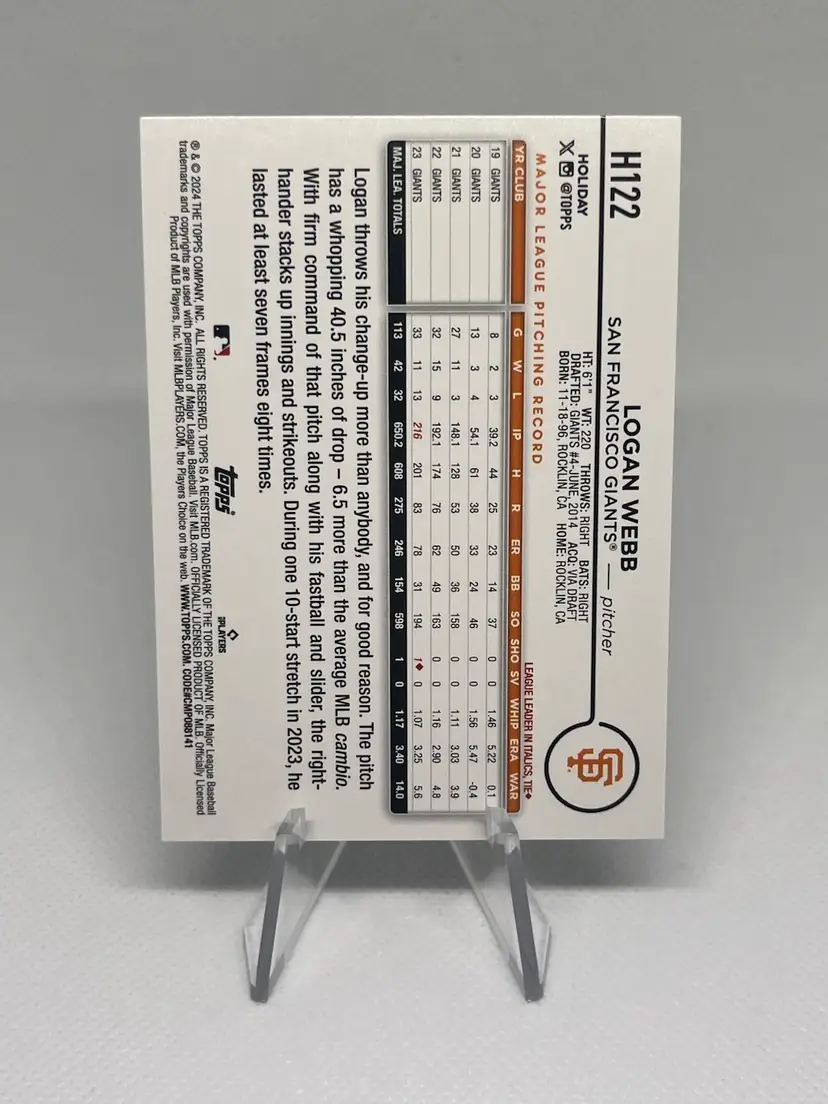 H122
LOGAN WEBB
SAN FRANCISCO GIANTS® — pitcher
HOLIDAY
@TOPPS
HT: 6'1" WT: 220 THROWS: RIGHT BATS: RIGHT
DRAFTED: GIANTS #4-JUNE, 2014 ACQ: VIA DRAFT
BORN: 11-18-96, ROCKLIN, CA HOME: ROCKLIN, CA
SF
MAJOR LEAGUE PITCHING RECORD
LEAGUE LEADER IN ITALICS, TIE♦
YR CLUB G W L IP H R ER BB SO SHO SV WHIP ERA WAR
19 GIANTS 8 2 3 39.2 44 25 23 14 37 0 0 1.46 5.22 0.1
20 GIANTS 13 3 4 54.1 61 38 33 24 46 0 0 1.56 5.47 -0.4
21 GIANTS 27 11 3 148.1 128 53 50 36 158 0 0 1.11 3.03 3.9
22 GIANTS 32 15 9 192.1 174 76 62 49 163 0 0 1.16 2.90 4.8
23 GIANTS 33 11 13 216 201 83 78 31 194 1♦ 0 1.07 3.25 5.6
MAJ. LEA. TOTALS 113 42 32 650.2 608 275 246 154 598 1 0 1.17 3.40 14.0
Logan throws his change-up more than anybody, and for good reason. The pitch
has a whopping 40.5 inches of drop – 6.5 more than the average MLB cambio.
With firm command of that pitch along with his fastball and slider, the right-
hander stacks up innings and strikeouts. During one 10-start stretch in 2023, he
lasted at least seven frames eight times.
topps®
PLAYERS
® & © 2024 THE TOPPS COMPANY, INC. ALL RIGHTS RESERVED. TOPPS IS A REGISTERED TRADEMARK OF THE TOPPS COMPANY, INC. Major League Baseball
trademarks and copyrights are used with permission of Major League Baseball. Visit MLB.com. OFFICIALLY LICENSED PRODUCT OF MLB. Officially Licensed
Product of MLB Players, Inc. Visit MLBPLAYERS.COM, the Players Choice on the web. WWW.TOPPS.COM. CODE#CMP088141